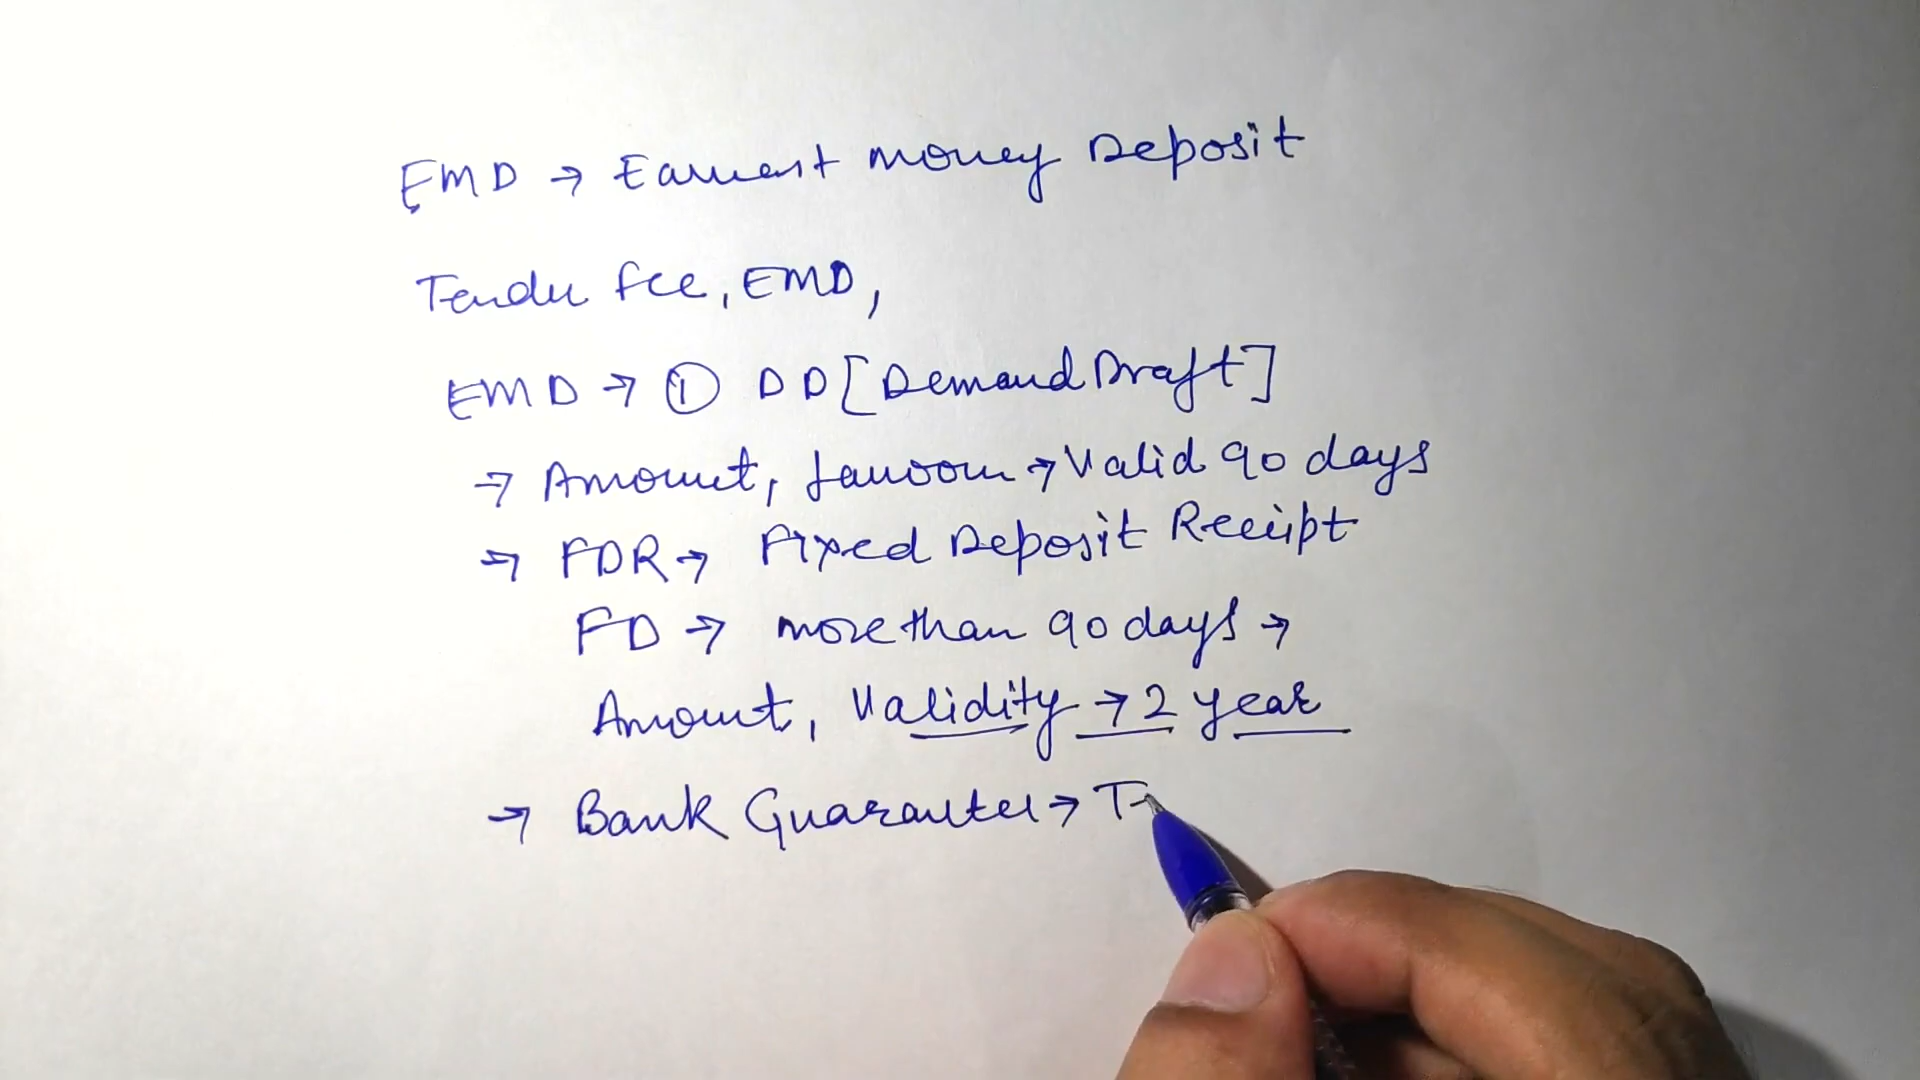 EMD → Earnest money Deposit
Tender fee, EMD,
EMD → ① DD [Demand Draft]
→ Amount, favour → Valid 90 days
→ FDR → Fixed Deposit Receipt
FD → more than 90 days →
Amount, Validity → 2 year
→ Bank Guarantee →